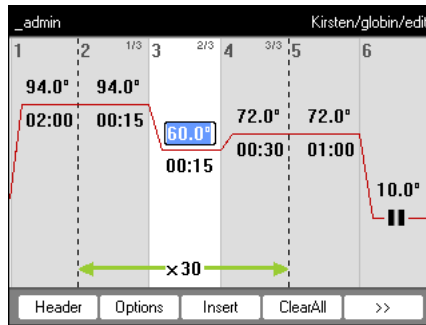 _admin Kirsten/globin/edit
1 2 1/3 3 2/3 4 3/3 5 6
94.0° 94.0° 60.0° 72.0° 72.0° 10.0°
02:00 00:15 00:15 00:30 01:00
×30
Header Options Insert ClearAll >>